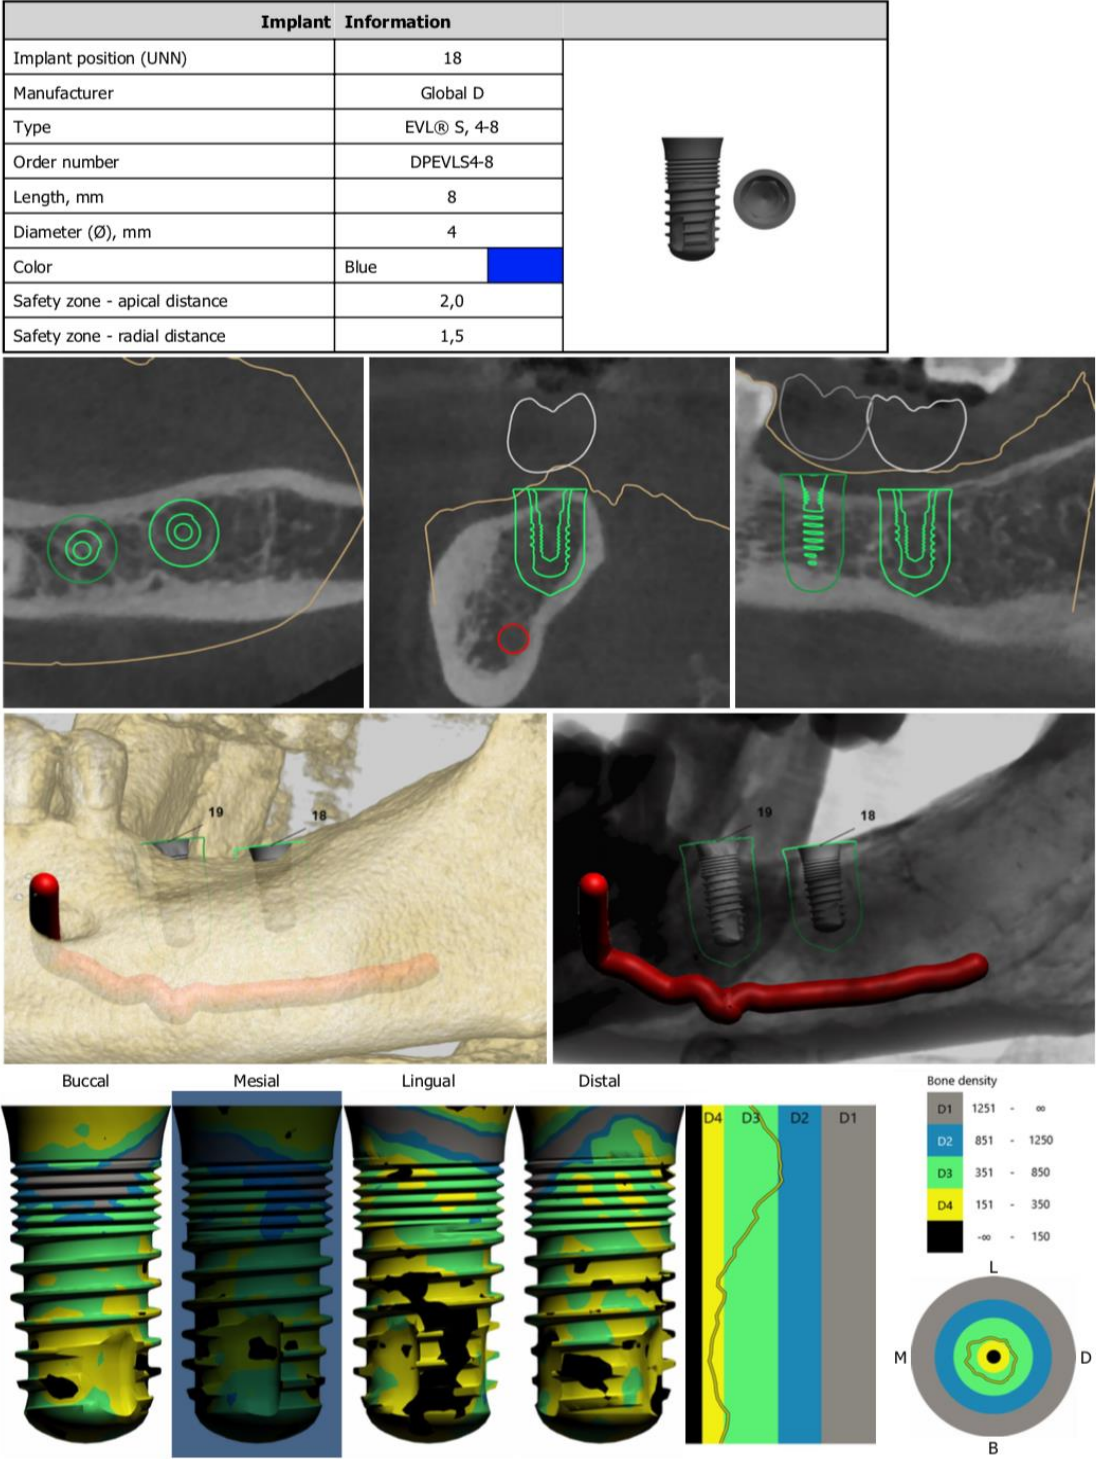 Implant Information
Implant position (UNN) 18
Manufacturer Global D
Type EVL® S, 4-8
Order number DPEVLS4-8
Length, mm 8
Diameter (Ø), mm 4
Color Blue
Safety zone - apical distance 2,0
Safety zone - radial distance 1,5
19 18
19 18
Buccal Mesial Lingual Distal
D4 D3 D2 D1
Bone density
D1 1251 - ∞
D2 851 - 1250
D3 351 - 850
D4 151 - 350
-∞ - 150
L
M D
B